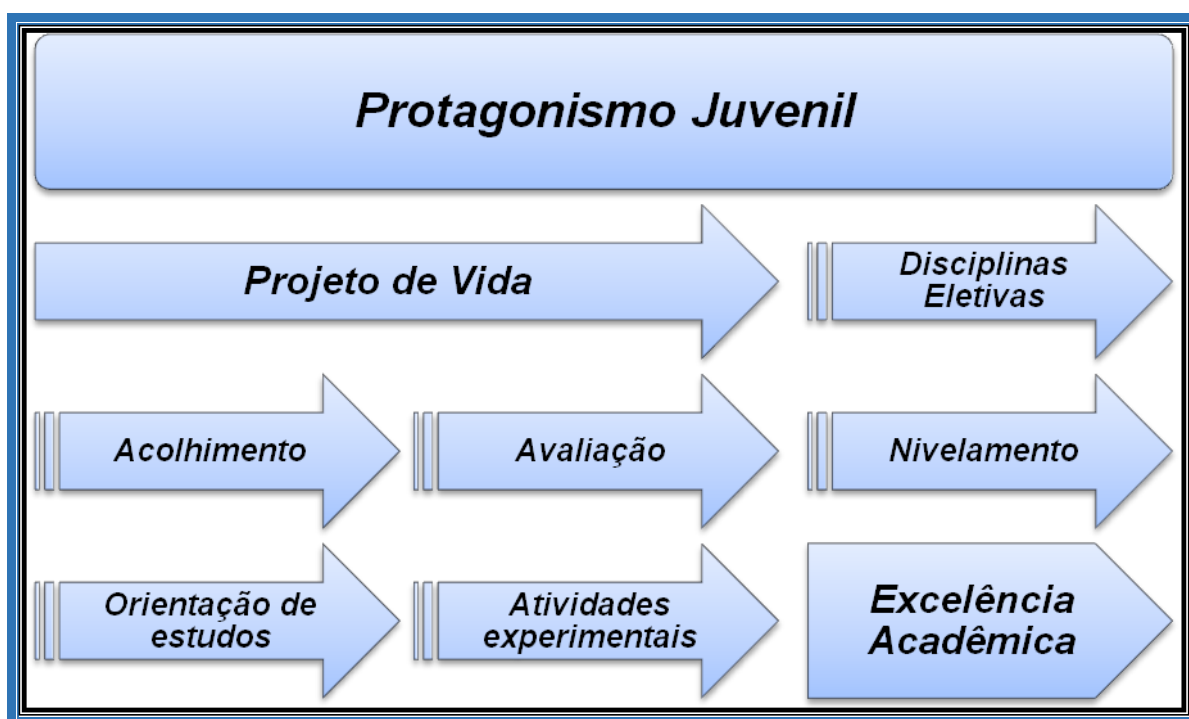 Protagonismo Juvenil
Projeto de Vida
Disciplinas
Eletivas
Acolhimento
Avaliação
Nivelamento
Orientação de
estudos
Atividades
experimentais
Excelência
Acadêmica